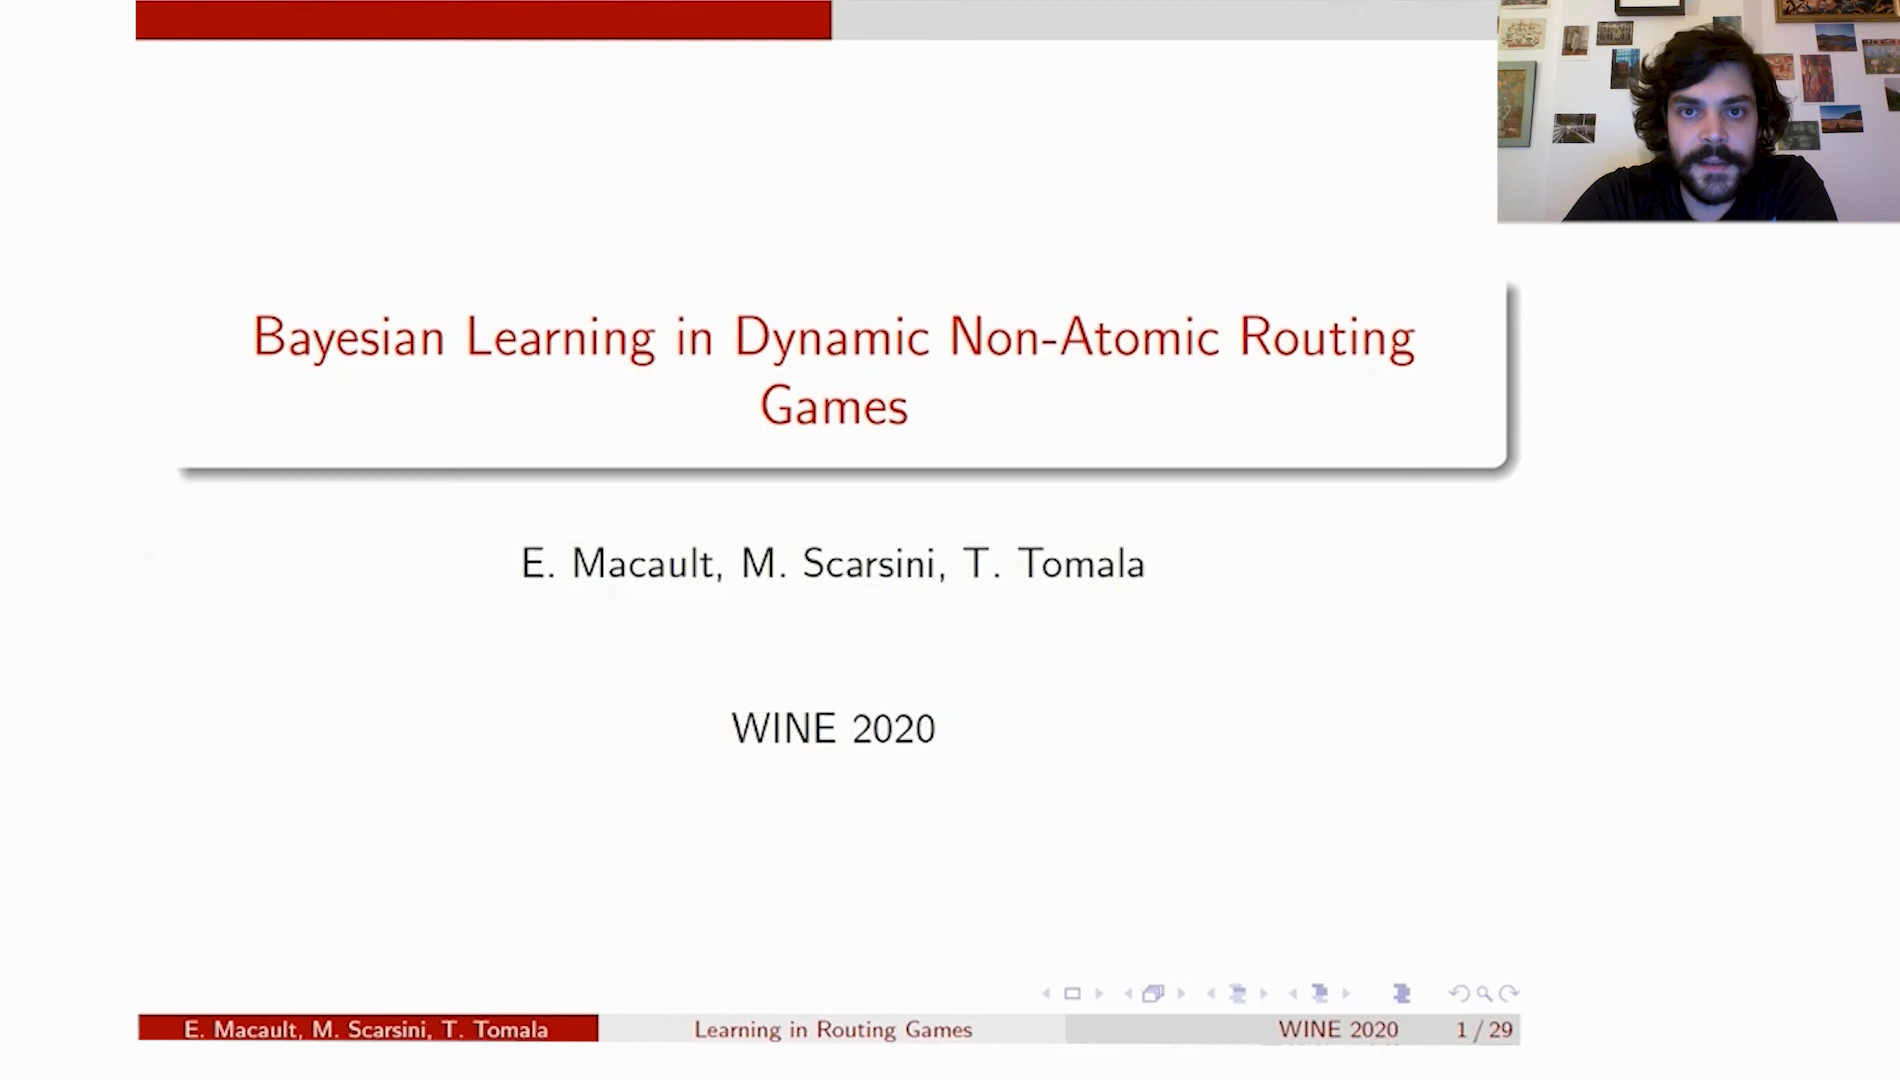 Bayesian Learning in Dynamic Non-Atomic Routing
Games
E. Macault, M. Scarsini, T. Tomala
WINE 2020
E. Macault, M. Scarsini, T. Tomala
Learning in Routing Games
WINE 2020
1 / 29